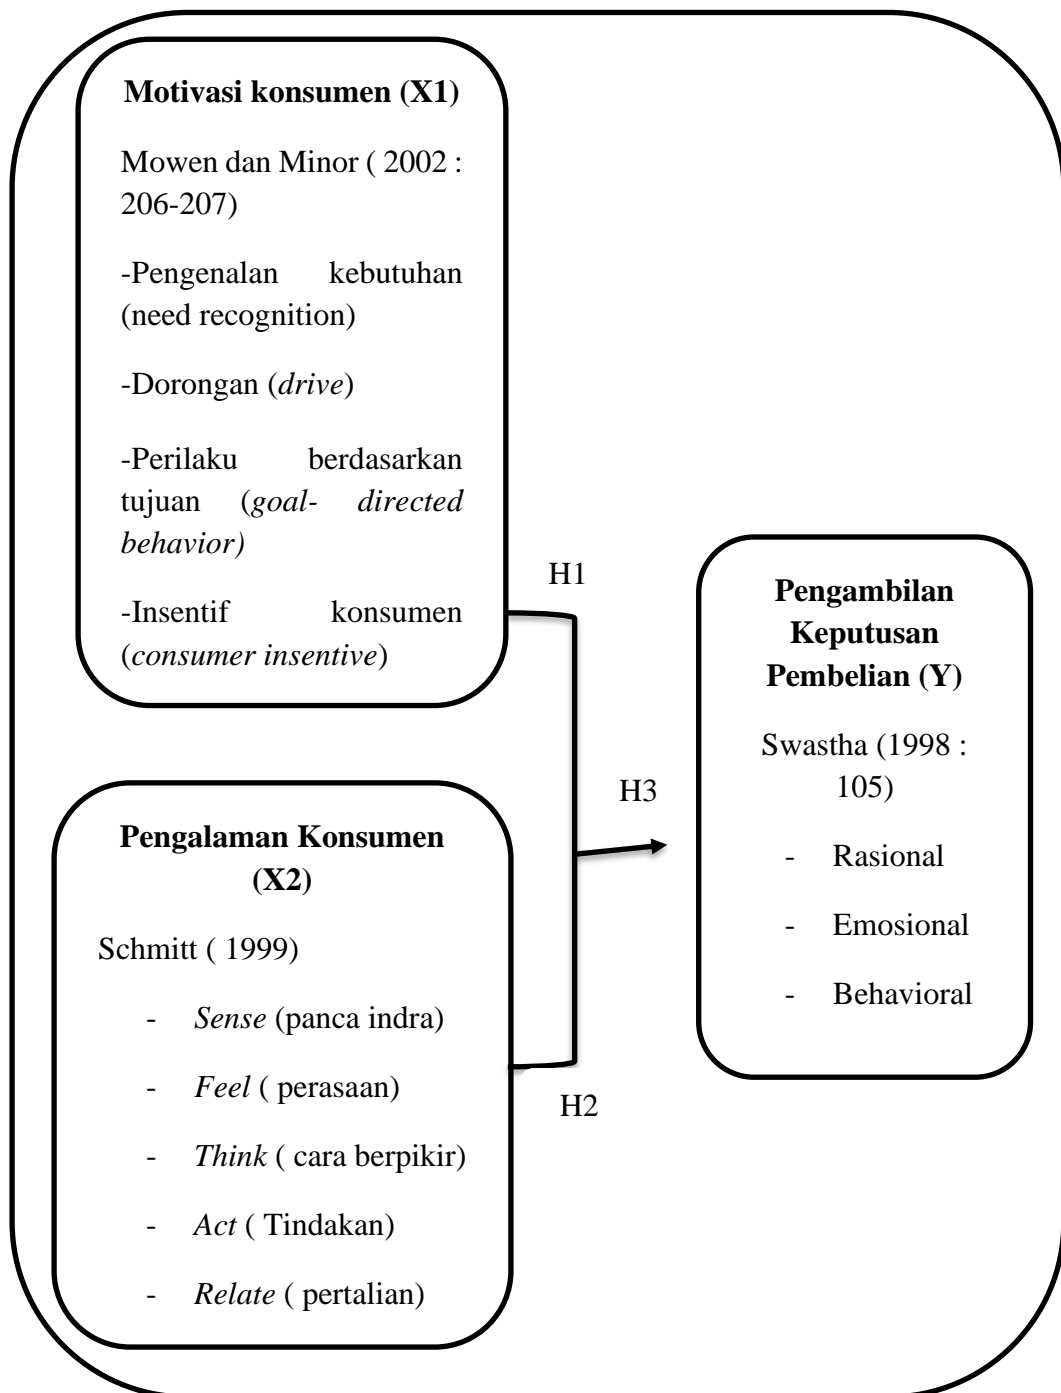 Motivasi konsumen (X1)
Mowen dan Minor ( 2002 :
206-207)
-Pengenalan kebutuhan
(need recognition)
-Dorongan (drive)
-Perilaku berdasarkan
tujuan (goal- directed
behavior)
-Insentif konsumen
(consumer insentive)
H1
Pengalaman Konsumen
(X2)
Schmitt ( 1999)
- Sense (panca indra)
- Feel ( perasaan)
- Think ( cara berpikir)
- Act ( Tindakan)
- Relate ( pertalian)
H2
H3
Pengambilan
Keputusan
Pembelian (Y)
Swastha (1998 :
105)
- Rasional
- Emosional
- Behavioral